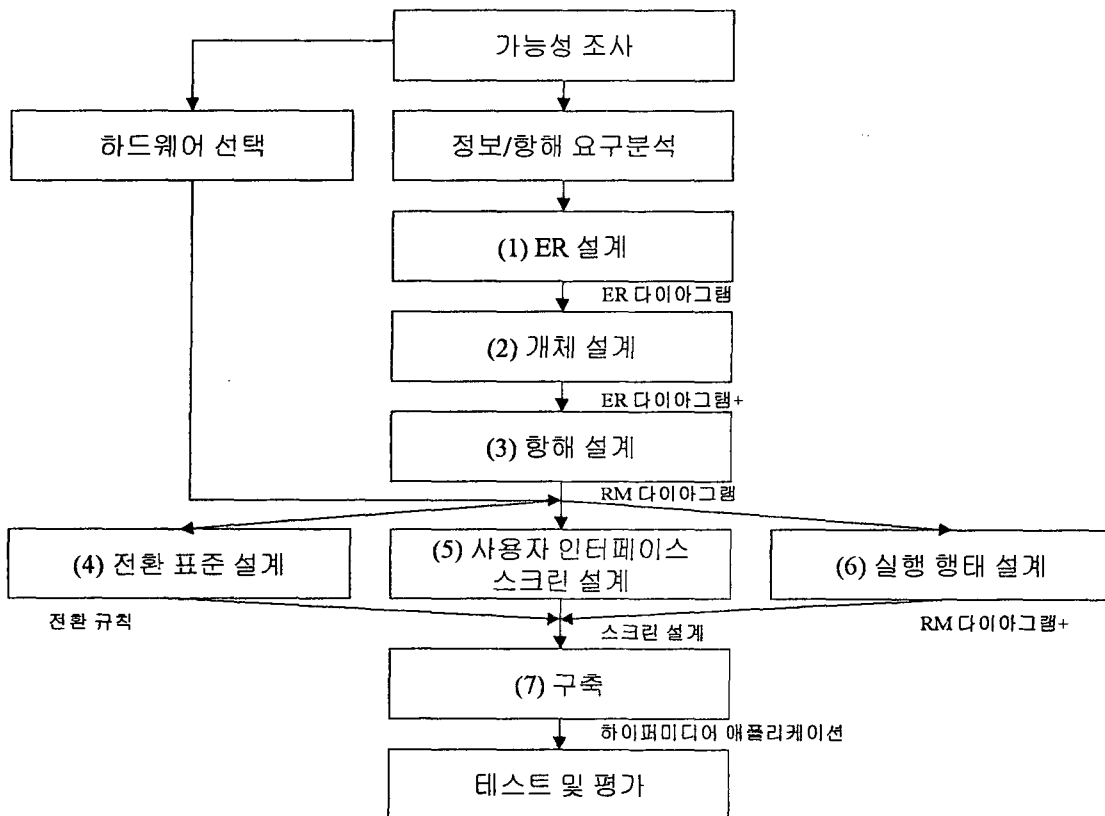 가능성 조사
하드웨어 선택
정보/항해 요구분석
(1) ER 설계
ER 다이아그램
(2) 개체 설계
ER 다이아그램+
(3) 항해 설계
RM 다이아그램
(4) 전환 표준 설계
(5) 사용자 인터페이스
스크린 설계
(6) 실행 행태 설계
전환 규칙
스크린 설계
RM 다이아그램+
(7) 구축
하이퍼미디어 애플리케이션
테스트 및 평가